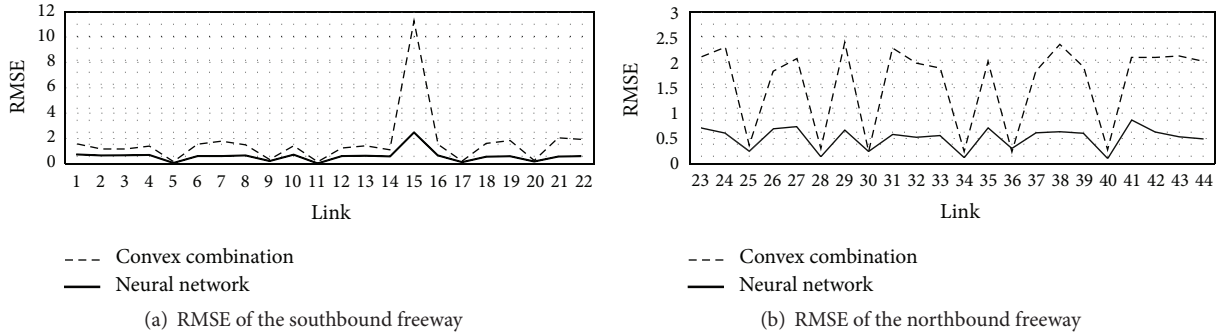 12
10
8
6
4
2
0
RMSE
1 2 3 4 5 6 7 8 9 10 11 12 13 14 15 16 17 18 19 20 21 22
Link
Convex combination
Neural network
(a) RMSE of the southbound freeway
3
2.5
2
1.5
1
0.5
0
RMSE
23 24 25 26 27 28 29 30 31 32 33 34 35 36 37 38 39 40 41 42 43 44
Link
Convex combination
Neural network
(b) RMSE of the northbound freeway